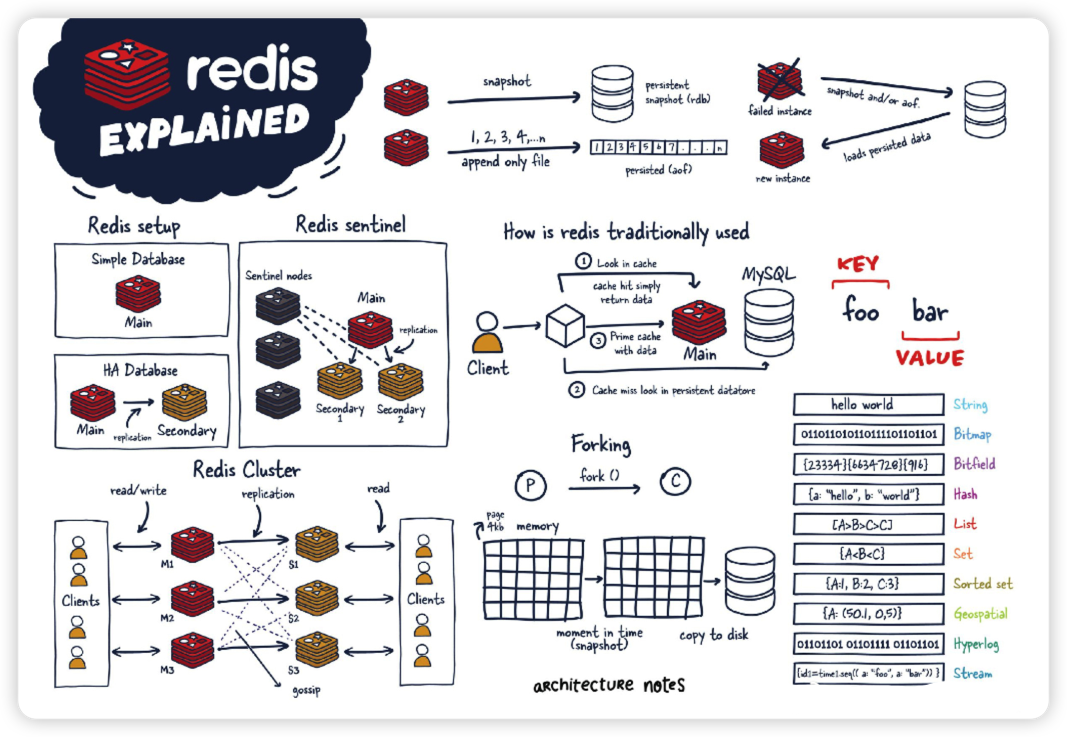 redis
EXPLAINED
snapshot
persistent
snapshot (rdb)
1, 2, 3, 4,...n
append only file
1 2 3 4 5 6 7 . . . . n
persisted (aof)
failed instance
snapshot and/or aof.
loads persisted data
new instance
Redis setup
Simple Database
Main
HA Database
Main
replication
Secondary
Redis sentinel
Sentinel nodes
Main
replication
Secondary
1
Secondary
2
How is redis traditionally used
1 Look in cache
cache hit simply
return data
MySQL
3 Prime cache
with data
Main
Client
2 Cache miss look in persistent datatore
KEY
foo bar
VALUE
Redis Cluster
read/write
replication
read
Clients
M1
M2
M3
S1
S2
S3
Clients
gossip
Forking
P
fork ()
C
page
4kb
memory
moment in time
(snapshot)
copy to disk
architecture notes
hello world String
011011010110111101101101 Bitmap
{23334}{6634728}{916} Bitfield
{a: "hello", b: "world"} Hash
[A>B>C>C] List
{A<B<C} Set
{A:1, B:2, C:3} Sorted set
{A: (50.1, 0.5)} Geospatial
01101101 01101111 01101101 Hyperlog
{id1=time1.seq(( a: "foo", a: "bar")) } Stream